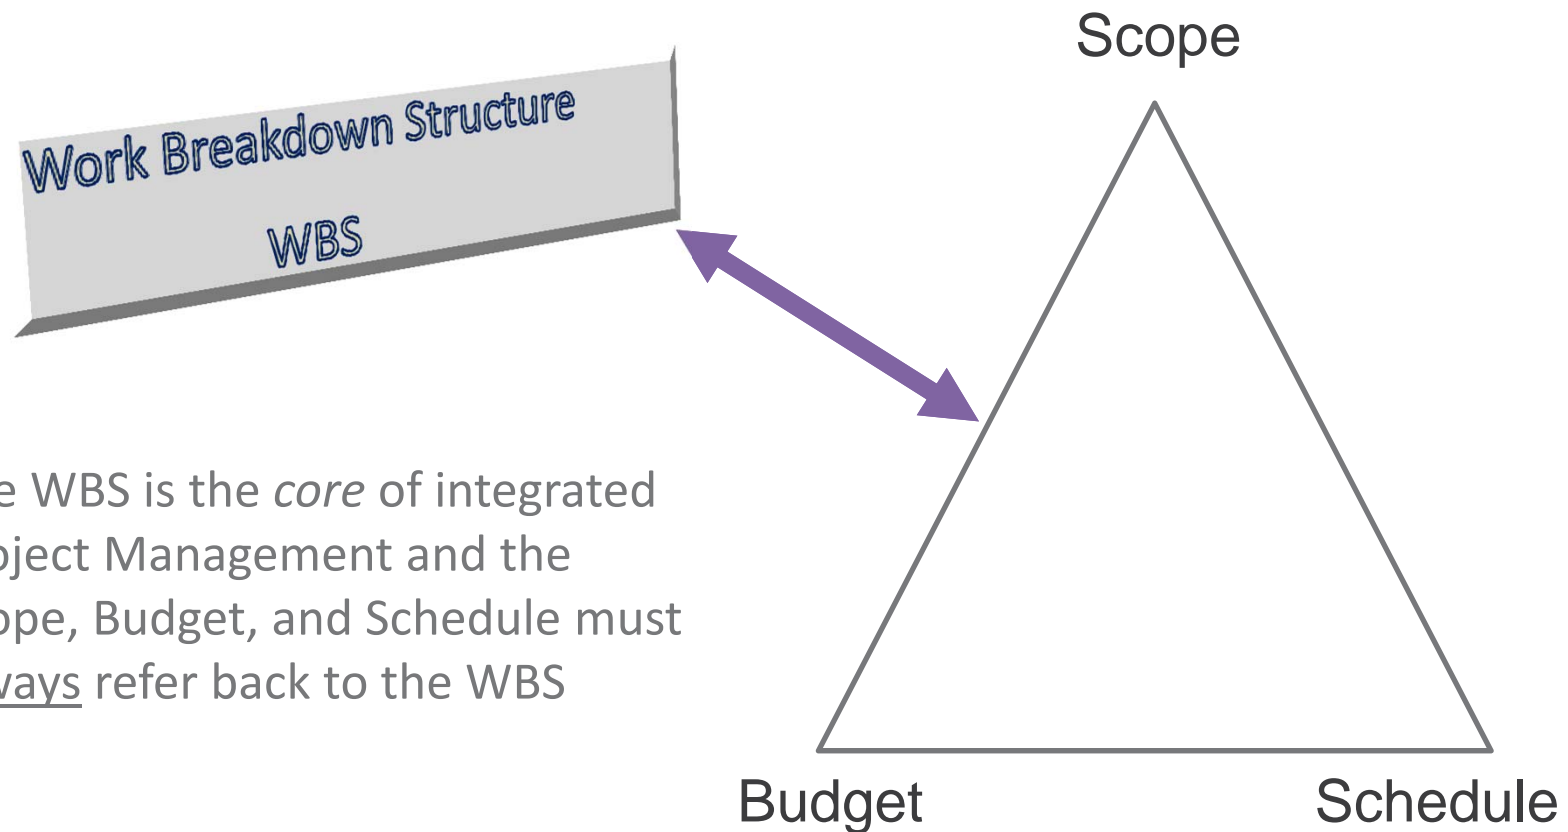 Scope
Work Breakdown Structure
WBS
e WBS is the core of integrated
oject Management and the
ope, Budget, and Schedule must
ways refer back to the WBS
Budget
Schedule